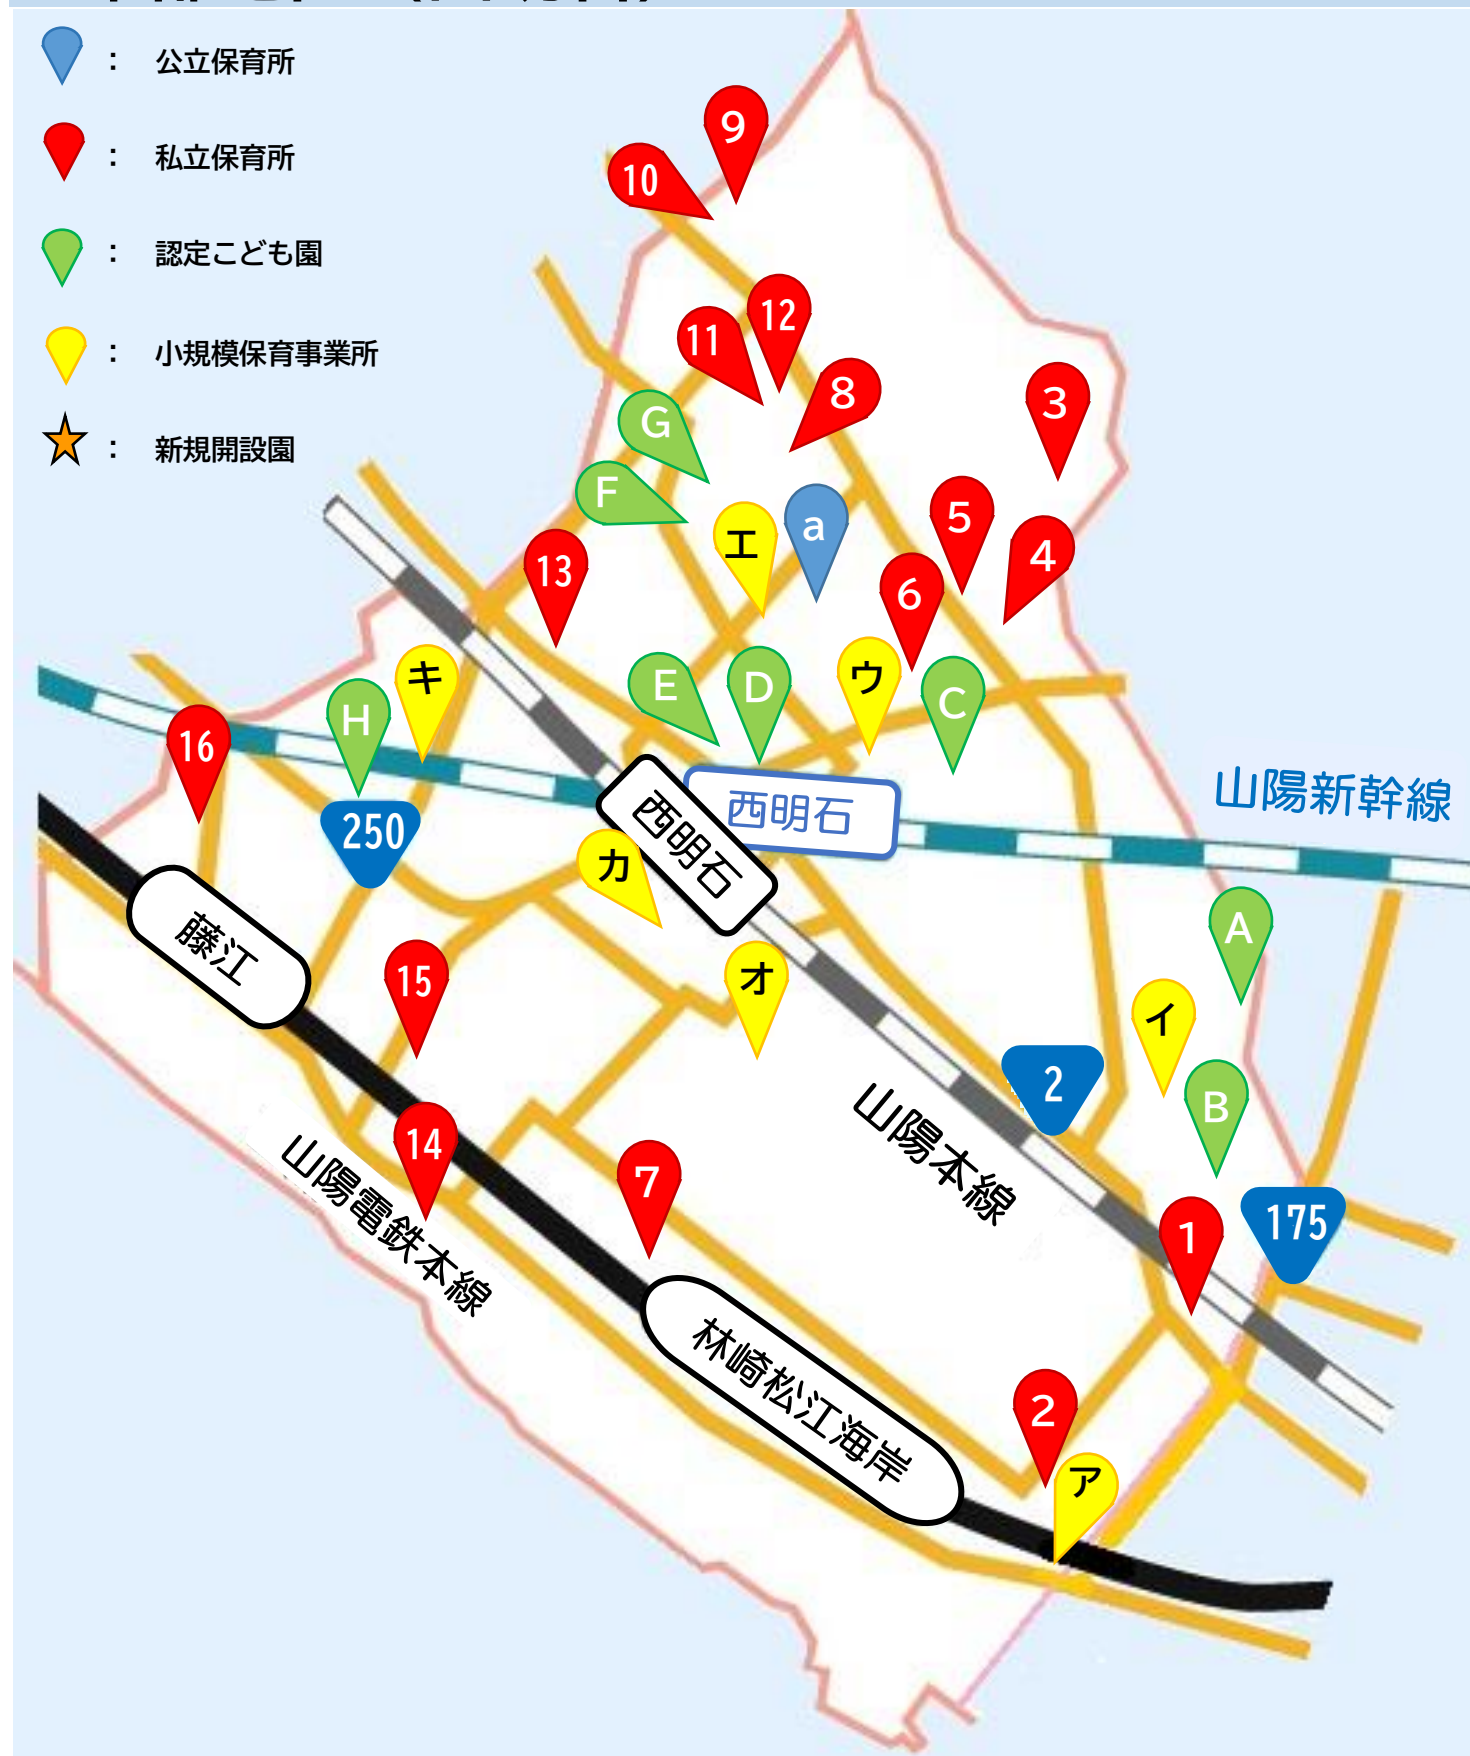 ： 公立保育所
： 私立保育所
： 認定こども園
： 小規模保育事業所
： 新規開設園
9
10
12
11
8
3
G
F
エ
a
5
4
13
6
キ
E
D
ウ
C
H
16
250
西明石
西明石
山陽新幹線
カ
A
藤江
15
オ
イ
2
B
山陽本線
14
山陽電鉄本線
7
1
175
林崎松江海岸
2
ア